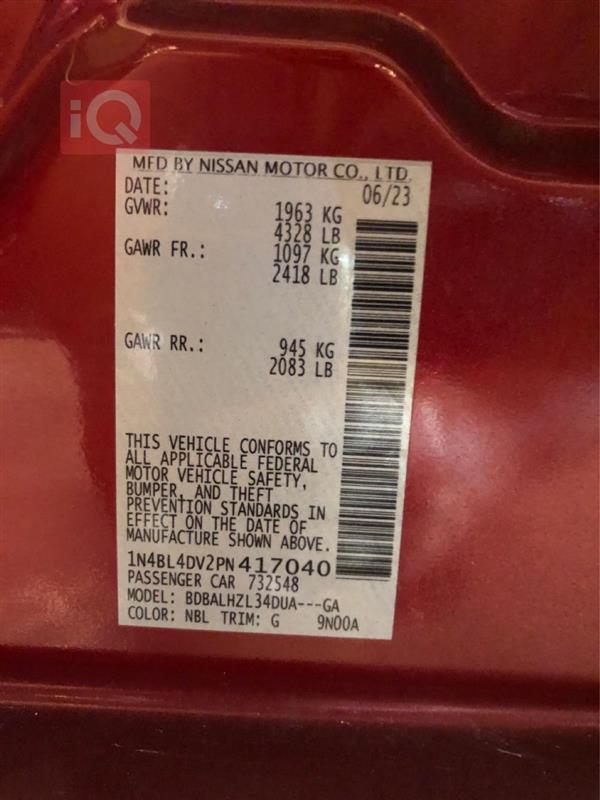 iQ
MFD BY NISSAN MOTOR CO., LTD.
DATE: 06/23
GVWR: 1963 KG
4328 LB
GAWR FR.: 1097 KG
2418 LB
GAWR RR.: 945 KG
2083 LB
THIS VEHICLE CONFORMS TO
ALL APPLICABLE FEDERAL
MOTOR VEHICLE SAFETY,
BUMPER, AND THEFT
PREVENTION STANDARDS IN
EFFECT ON THE DATE OF
MANUFACTURE SHOWN ABOVE.
1N4BL4DV2PN417040
PASSENGER CAR 732548
MODEL: BDBALHZL34DUA---GA
COLOR: NBL TRIM: G 9N00A